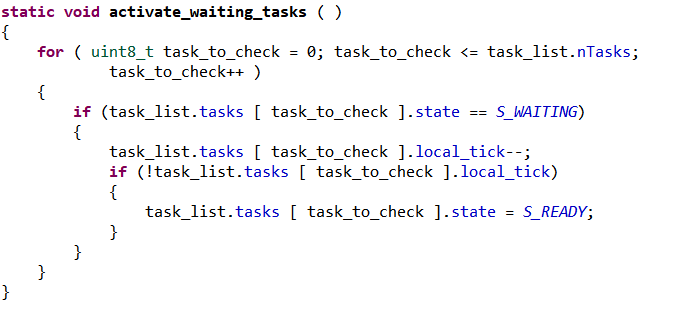 static void activate_waiting_tasks ( )
{
    for ( uint8_t task_to_check = 0; task_to_check <= task_list.nTasks;
            task_to_check++ )
    {
        if (task_list.tasks [ task_to_check ].state == S_WAITING)
        {
            task_list.tasks [ task_to_check ].local_tick--;
            if (!task_list.tasks [ task_to_check ].local_tick)
            {
                task_list.tasks [ task_to_check ].state = S_READY;
            }
        }
    }
}